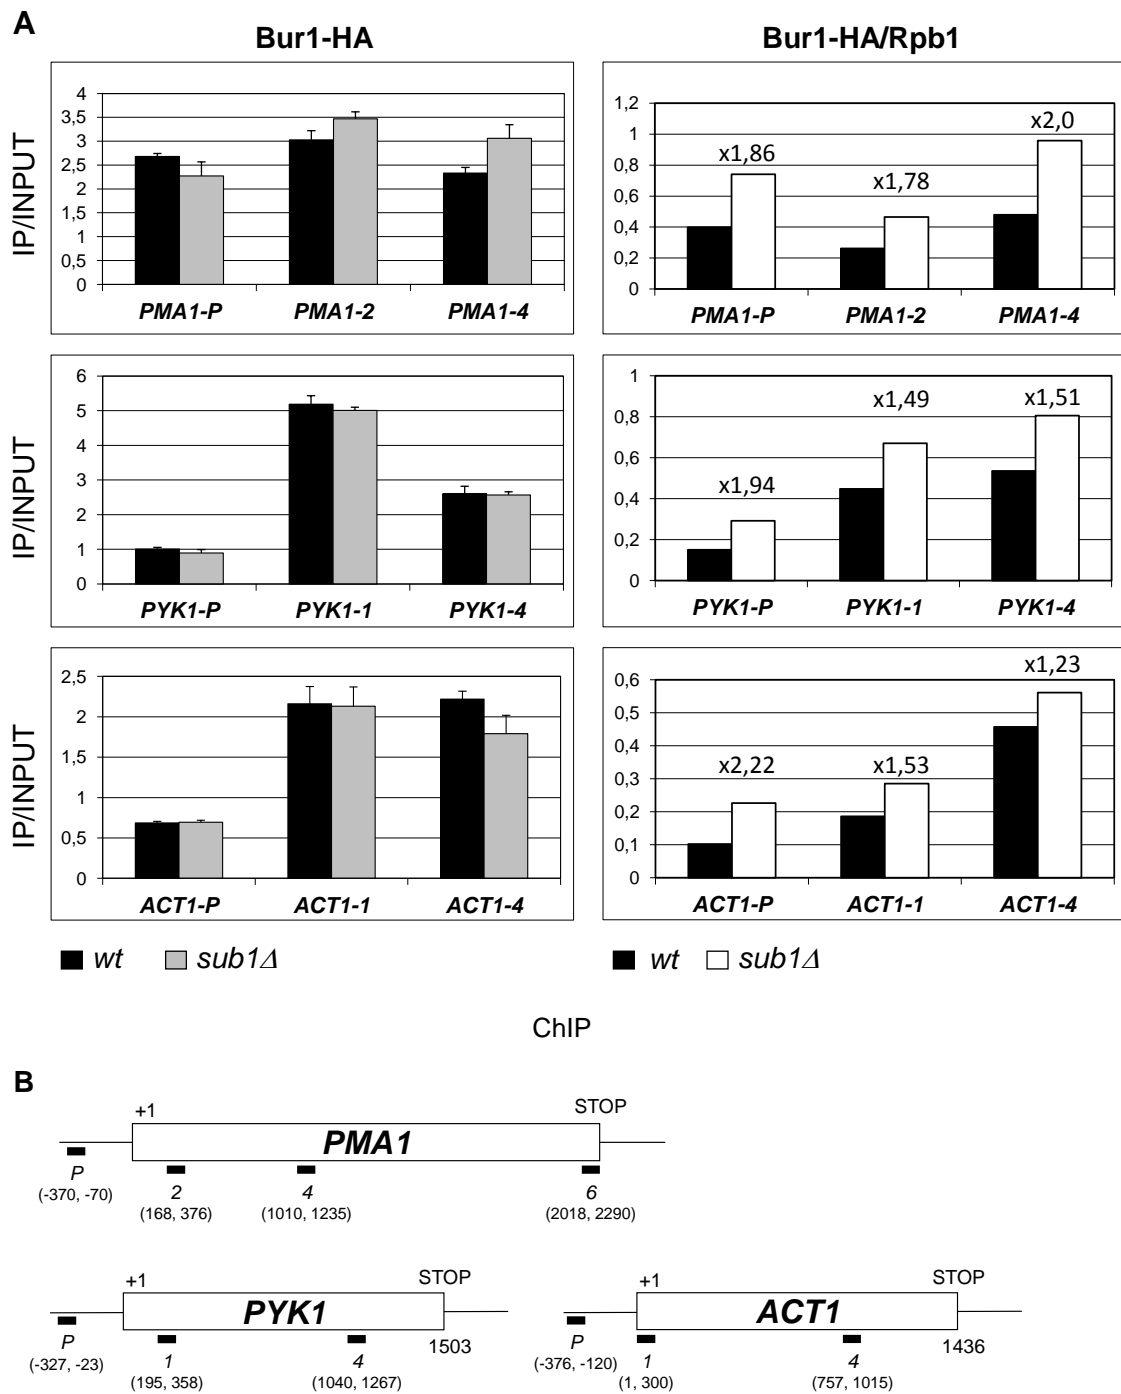 A
Bur1-HA
Bur1-HA/Rpb1
IP/INPUT
4
3,5
3
2,5
2
1,5
1
0,5
0
PMA1-P PMA1-2 PMA1-4
1,2
1
0,8
0,6
0,4
0,2
0
x1,86
x1,78
x2,0
PMA1-P PMA1-2 PMA1-4
IP/INPUT
6
5
4
3
2
1
0
PYK1-P PYK1-1 PYK1-4
1
0,8
0,6
0,4
0,2
0
x1,94
x1,49
x1,51
PYK1-P PYK1-1 PYK1-4
IP/INPUT
2,5
2
1,5
1
0,5
0
ACT1-P ACT1-1 ACT1-4
0,6
0,5
0,4
0,3
0,2
0,1
0
x2,22
x1,53
x1,23
ACT1-P ACT1-1 ACT1-4
wt sub1Δ
wt sub1Δ
ChIP
B
+1 STOP
PMA1
P 2 4 6
(-370, -70) (168, 376) (1010, 1235) (2018, 2290)
+1 STOP
PYK1
1503
P 1 4
(-327, -23) (195, 358) (1040, 1267)
+1 STOP
ACT1
1436
P 1 4
(-376, -120) (1, 300) (757, 1015)